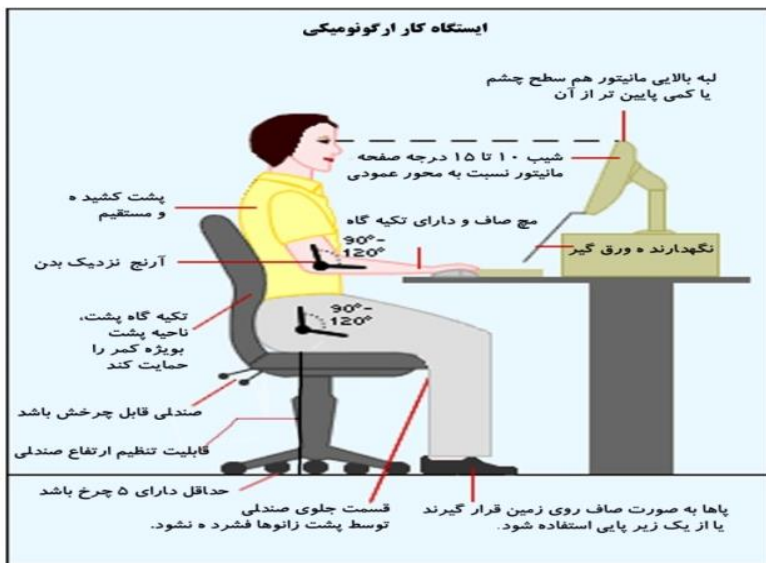 ایستگاه کار ارگونومیکی
لبه بالایی مانیتور هم سطح چشم
یا کمی پایین تر از آن
شیب ۱۰ تا ۱۵ درجه صفحه
مانیتور نسبت به محور عمودی
پشت کشید ه
و مستقیم
مچ صاف و دارای تکیه گاه
90°-
120°
نگهدارند ه ورق گیر
آرنج نزدیک بدن
90°-
120°
تکیه گاه پشت،
ناحیه پشت
بویژه کمر را
حمایت کند
صندلی قابل چرخش باشد
قابلیت تنظیم ارتفاع صندلی
حداقل دارای ۵ چرخ باشد
قسمت جلوی صندلی
توسط پشت زانوها فشرد ه نشود.
پاها به صورت صاف روی زمین قرار گیرند
یا از یک زیر پایی استفاده شود.